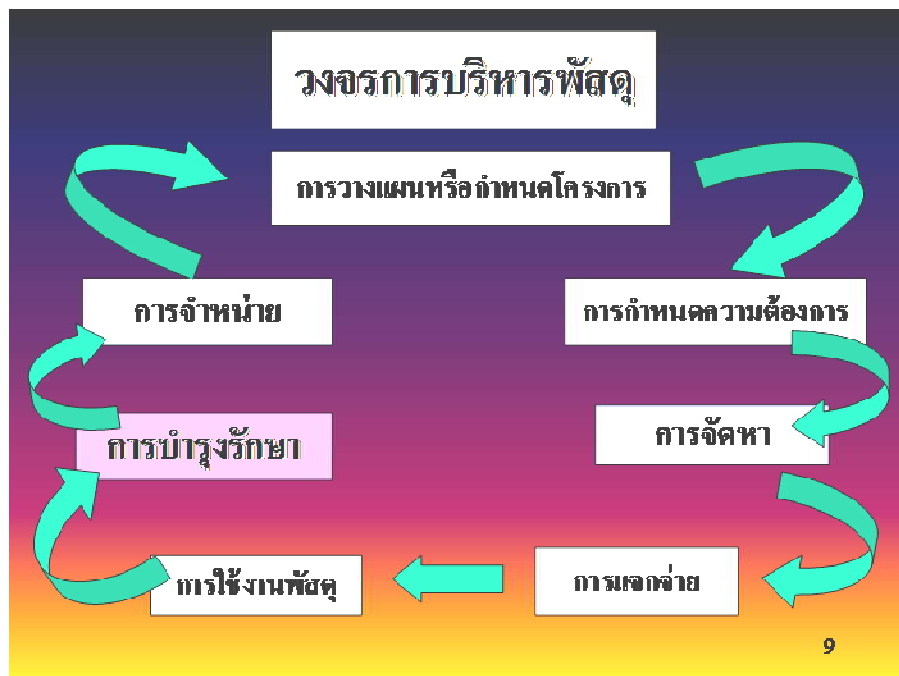 วงจรการบริหารพัสดุ
การวางแผนหรือกำหนดโครงการ
การกำหนดความต้องการ
การจัดหา
การแจกจ่าย
การใช้งานพัสดุ
การบำรุงรักษา
การจำหน่าย
9